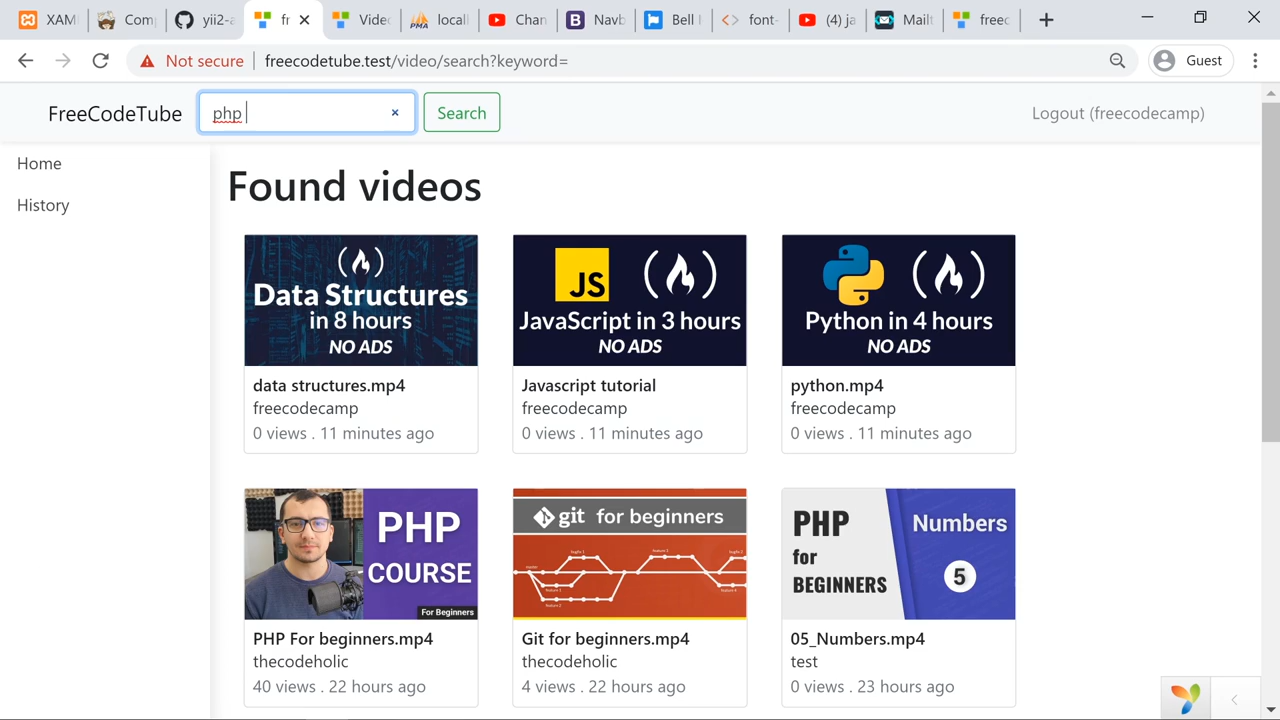 XAM
Com
yii2-a
fr
Vide
PMA
local
Chan
B
Navb
Bell
font-
(4) ja
Mailt
freec
Not secure
freecodetube.test/video/search?keyword=
Guest
FreeCodeTube
php
Search
Logout (freecodecamp)
Home
History
Found videos
Data Structures
in 8 hours
NO ADS
data structures.mp4
freecodecamp
0 views . 11 minutes ago
JS
JavaScript in 3 hours
NO ADS
Javascript tutorial
freecodecamp
0 views . 11 minutes ago
Python in 4 hours
NO ADS
python.mp4
freecodecamp
0 views . 11 minutes ago
PHP
COURSE
For Beginners
PHP For beginners.mp4
thecodeholic
40 views . 22 hours ago
git for beginners
Git for beginners.mp4
thecodeholic
4 views . 22 hours ago
PHP
for
BEGINNERS
Numbers
5
05_Numbers.mp4
test
0 views . 23 hours ago